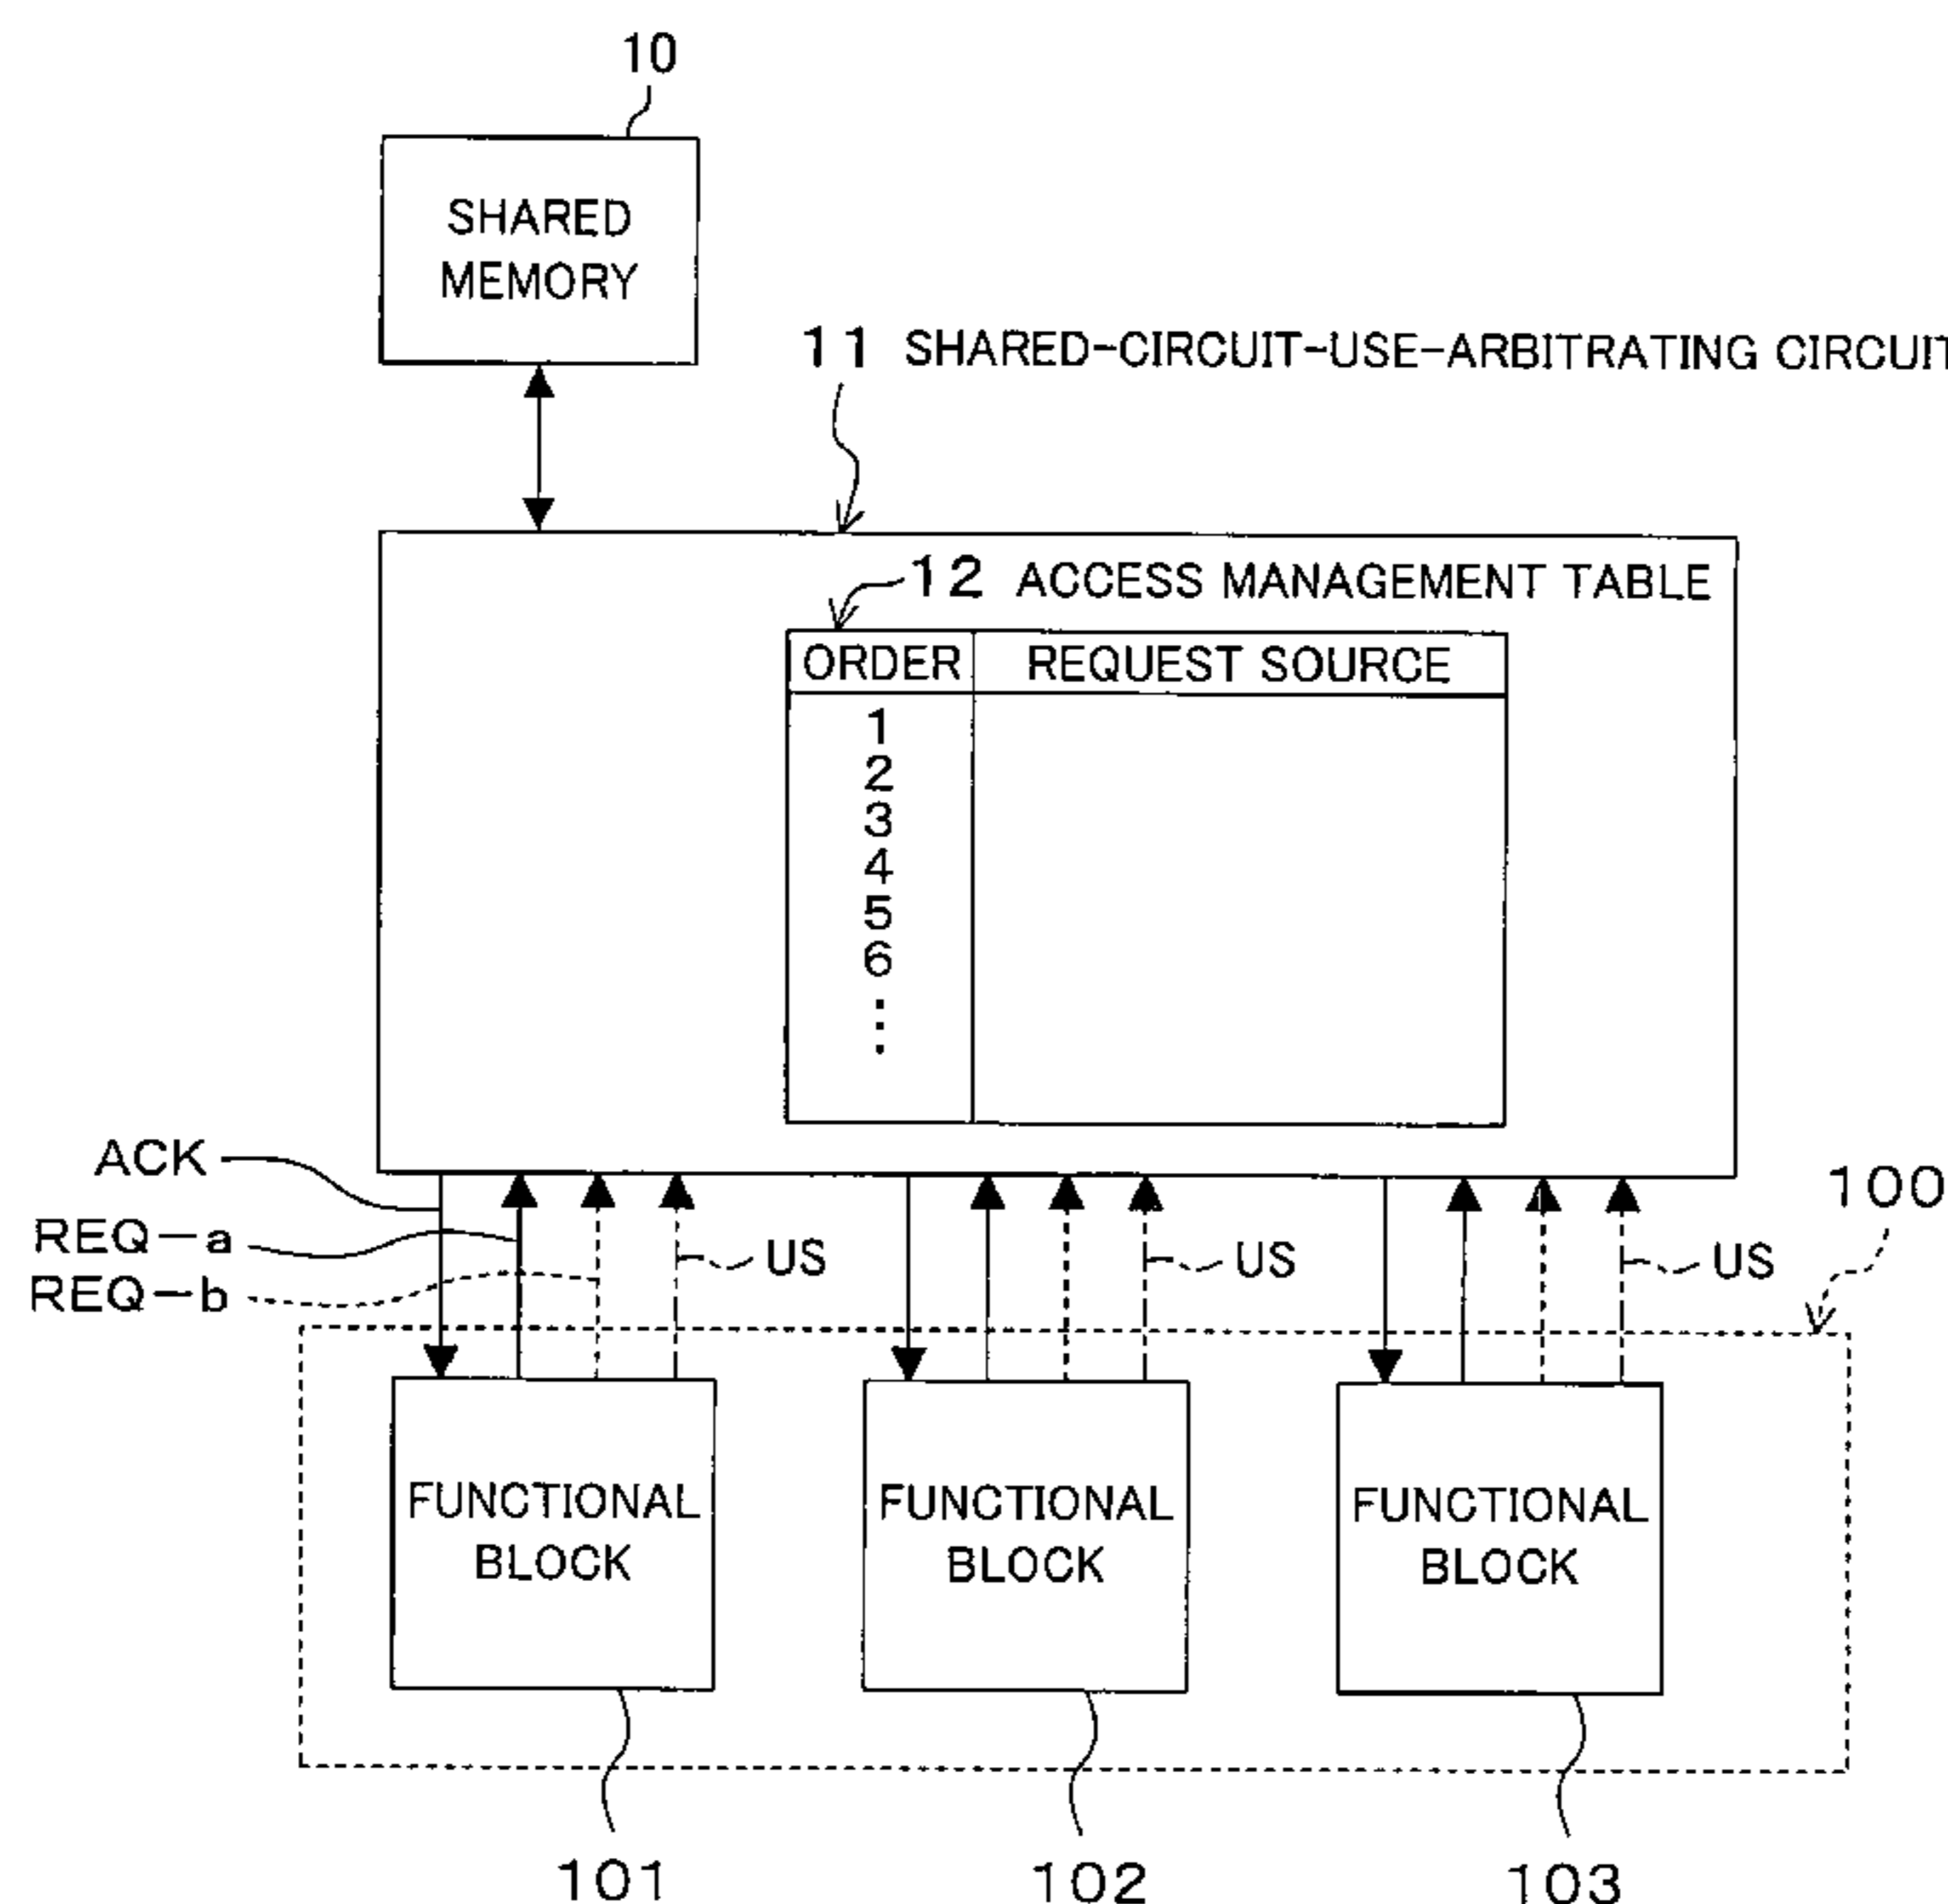 10
SHARED
MEMORY
11 SHARED-CIRCUIT-USE-ARBITRATING CIRCUIT
12 ACCESS MANAGEMENT TABLE
ORDER REQUEST SOURCE
1
2
3
4
5
6
ACK
REQ-a
REQ-b
US
US
US
100
FUNCTIONAL
BLOCK
FUNCTIONAL
BLOCK
FUNCTIONAL
BLOCK
101
102
103